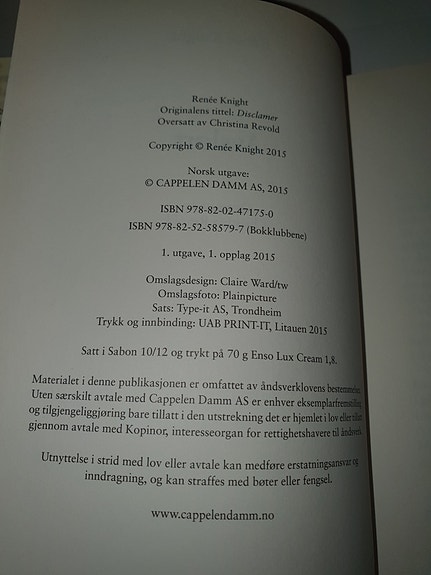 Renée Knight
Originalens tittel: Disclamer
Oversatt av Christina Revold
Copyright © Renée Knight 2015
Norsk utgave:
© CAPPELEN DAMM AS, 2015
ISBN 978-82-02-47175-0
ISBN 978-82-52-58579-7 (Bokklubbene)
1. utgave, 1. opplag 2015
Omslagsdesign: Claire Ward/tw
Omslagsfoto: Plainpicture
Sats: Type-it AS, Trondheim
Trykk og innbinding: UAB PRINT-IT, Litauen 2015
Satt i Sabon 10/12 og trykt på 70 g Enso Lux Cream 1,8.
Materialet i denne publikasjonen er omfattet av åndsverklovens bestemmelser.
Uten særskilt avtale med Cappelen Damm AS er enhver eksemplarfremstilling
og tilgjengeliggjøring bare tillatt i den utstrekning det er hjemlet i lov eller tillatt
gjennom avtale med Kopinor, interesseorgan for rettighetshavere til åndsverk.
Utnyttelse i strid med lov eller avtale kan medføre erstatningsansvar og
inndragning, og kan straffes med bøter eller fengsel.
www.cappelendamm.no